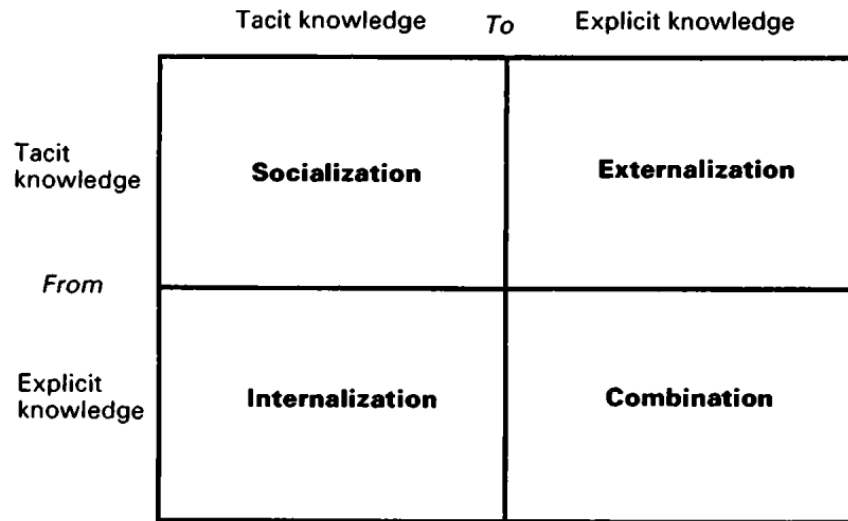 Tacit knowledge To Explicit knowledge
Tacit
knowledge
Socialization Externalization
From
Explicit
knowledge
Internalization Combination